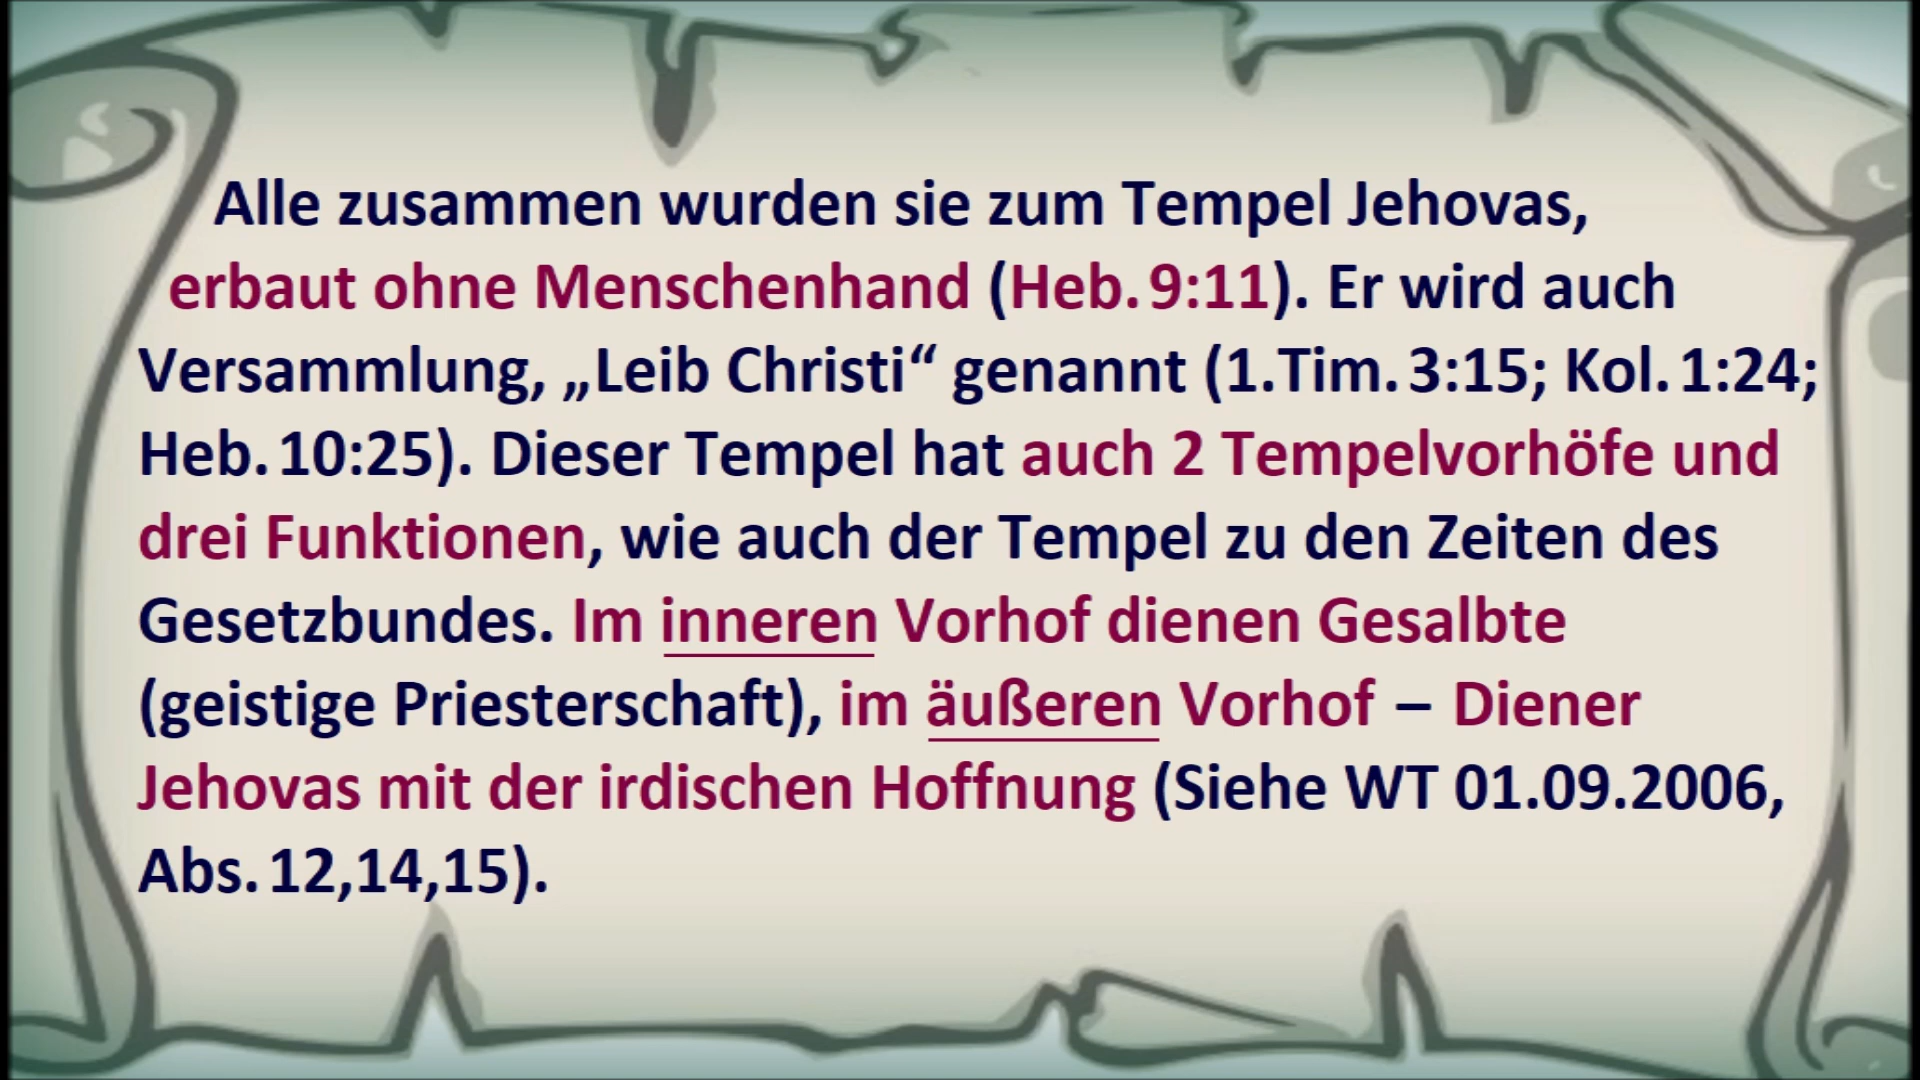 Alle zusammen wurden sie zum Tempel Jehovas,
erbaut ohne Menschenhand (Heb. 9:11). Er wird auch
Versammlung, „Leib Christi“ genannt (1.Tim. 3:15; Kol. 1:24;
Heb. 10:25). Dieser Tempel hat auch 2 Tempelvorhöfe und
drei Funktionen, wie auch der Tempel zu den Zeiten des
Gesetzbundes. Im inneren Vorhof dienen Gesalbte
(geistige Priesterschaft), im äußeren Vorhof – Diener
Jehovas mit der irdischen Hoffnung (Siehe WT 01.09.2006,
Abs. 12,14,15).